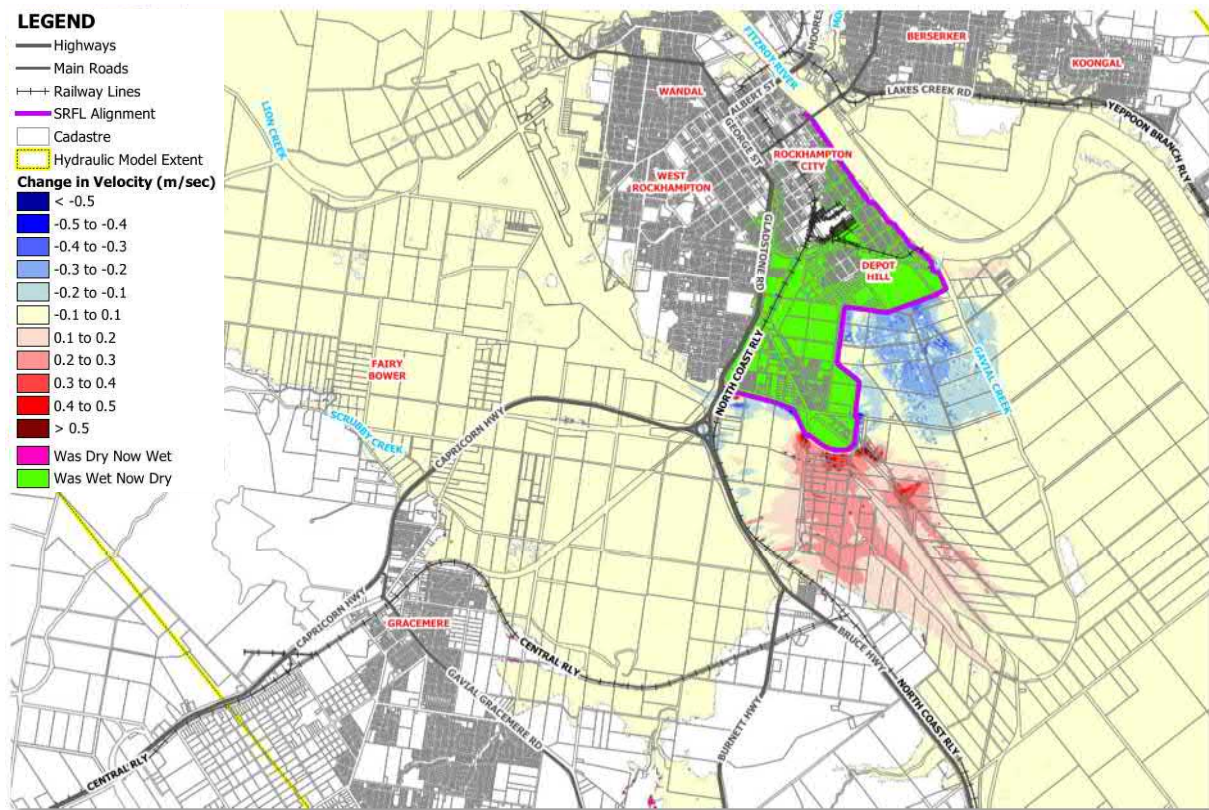 LEGEND
Highways
Main Roads
Railway Lines
SRFL Alignment
Cadastre
Hydraulic Model Extent
Change in Velocity (m/sec)
< -0.5
-0.5 to -0.4
-0.4 to -0.3
-0.3 to -0.2
-0.2 to -0.1
-0.1 to 0.1
0.1 to 0.2
0.2 to 0.3
0.3 to 0.4
0.4 to 0.5
> 0.5
Was Dry Now Wet
Was Wet Now Dry
FITZROY RIVER
BERSERKER
KOONGAL
WANDAL
ALBERT ST
LAKES CREEK RD
YEPPOON BRANCH RLY
LION CREEK
GEORGE ST
ROCKHAMPTON
CITY
WEST
ROCKHAMPTON
GLADSTONE RD
DEPOT
HILL
GAVIAL CREEK
NORTH COAST RLY
FAIRY
BOWER
SCRUBBY CREEK
CAPRICORN HWY
CAPRICORN HWY
GRACEMERE
CENTRAL RLY
GAVIAL GRACEMERE RD
BRUCE HWY
NORTH COAST RLY
BURNETT HWY
CENTRAL RLY